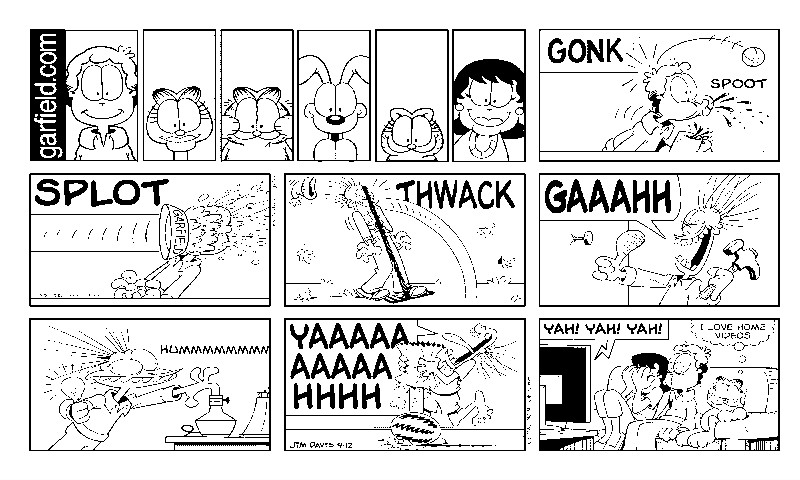 garfield.com
GONK
SPOOT
SPLOT
GARFIELD
THWACK
GAAAHH
HUMMMMMMMMM
YAAAAA
AAAAA
HHHH
JIM DAVIS 9-12
YAH! YAH! YAH!
I LOVE HOME
VIDEOS